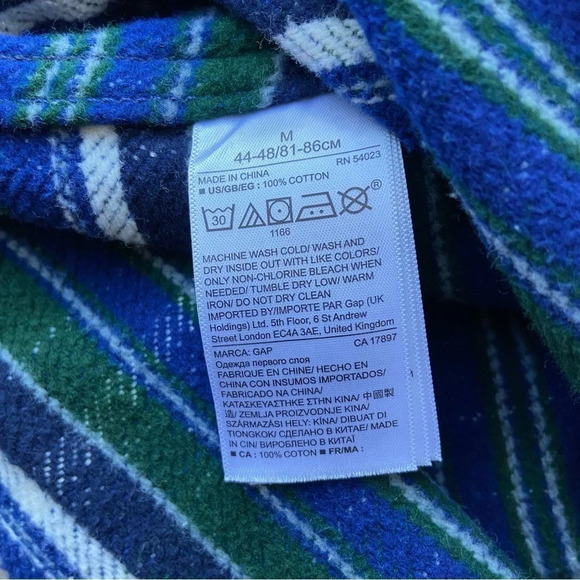 M
44-48/81-86CM
MADE IN CHINA RN 54023
■ US/GB/EG : 100% COTTON
30
1166
MACHINE WASH COLD/ WASH AND
DRY INSIDE OUT WITH LIKE COLORS/
ONLY NON-CHLORINE BLEACH WHEN
NEEDED/ TUMBLE DRY LOW/ WARM
IRON/ DO NOT DRY CLEAN
IMPORTED BY/IMPORTE PAR Gap (UK
Holdings) Ltd. 5th Floor, 6 St Andrew
Street London EC4A 3AE, United Kingdom
MARCA: GAP CA 17897
Одежда первого слоя
FABRIQUE EN CHINE/ HECHO EN
CHINA CON INSUMOS IMPORTADOS/
FABRICADO NA CHINA/
ΚΑΤΑΣΚΕΥΑΣΤΗΚΕ ΣΤΗΝ ΚΙΝΑ/ 中國製
造/ ZEMLJA PROIZVODNJE KINA/
SZÁRMAZÁSI HELY: KÍNA/ DIBUAT DI
TIONGKOK/ СДЕЛАНО В КИТАЕ/ MADE
IN CIN/ ВИРОБЛЕНО В КИТАЇ
■ CA : 100% COTON ■ FR/MA :